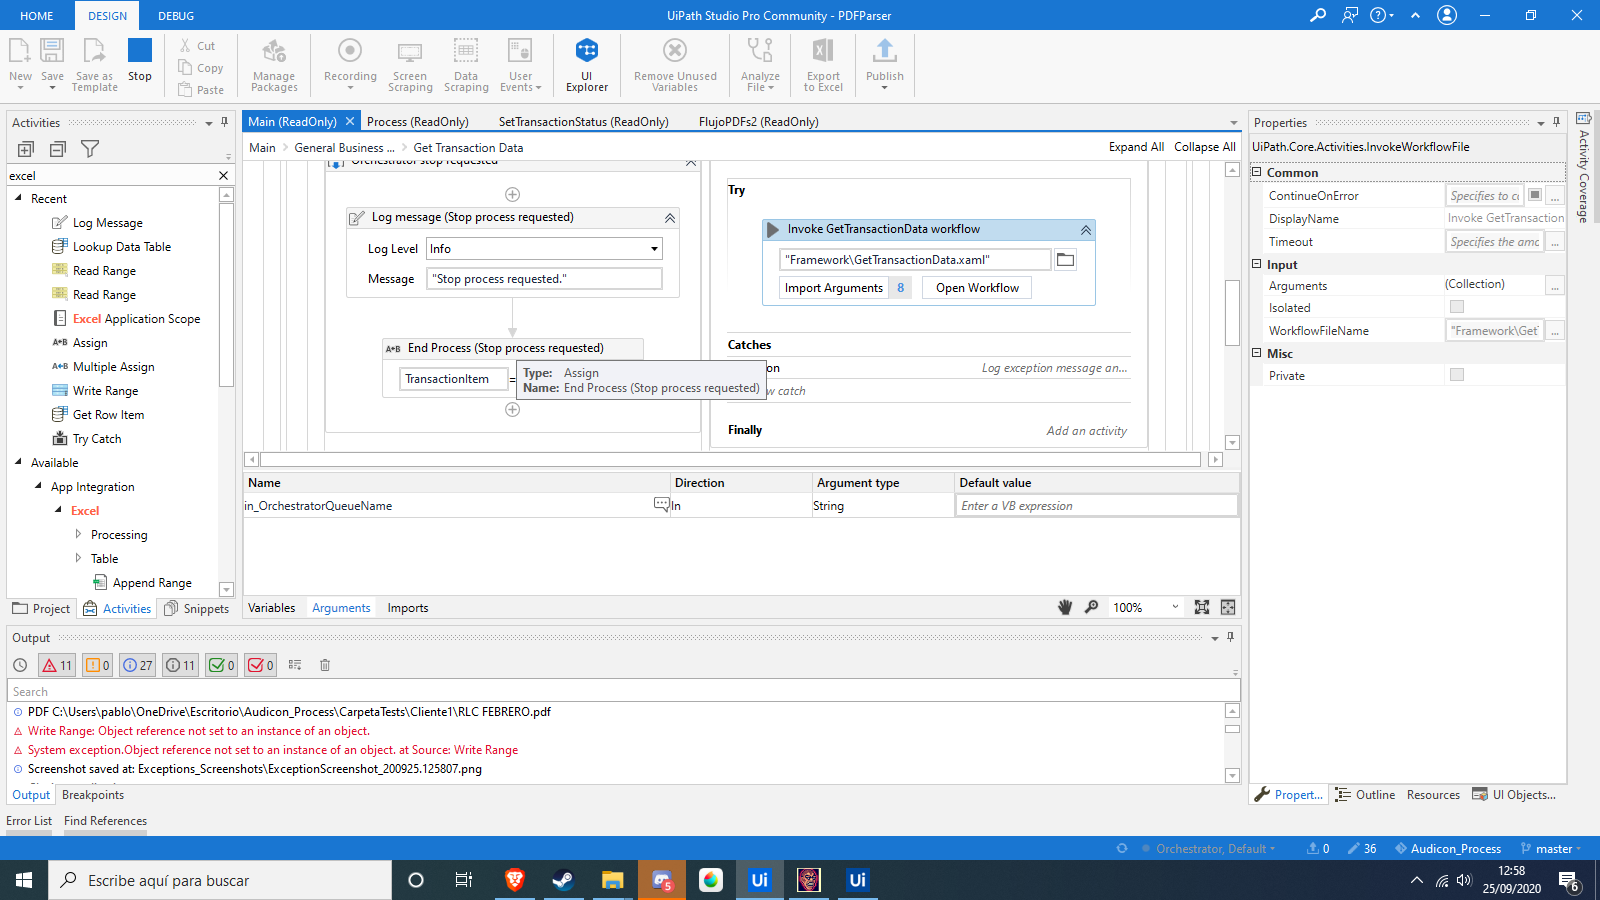 HOME
DESIGN
DEBUG
UiPath Studio Pro Community - PDFParser
New
Save
Save as Template
Stop
Cut
Copy
Paste
Manage Packages
Recording
Screen Scraping
Data Scraping
User Events
UI Explorer
Remove Unused Variables
Analyze File
Export to Excel
Publish
Activities
excel
Recent
Log Message
Lookup Data Table
Read Range
Read Range
Excel Application Scope
A+B Assign
A+B Multiple Assign
Write Range
Get Row Item
Try Catch
Available
App Integration
Excel
Processing
Table
Append Range
Project
Activities
Snippets
Main (ReadOnly)
Process (ReadOnly)
SetTransactionStatus (ReadOnly)
FlujoPDFs2 (ReadOnly)
Main > General Business ... > Get Transaction Data
Expand All Collapse All
Orchestrator stop requested
Log message (Stop process requested)
Log Level Info
Message "Stop process requested."
A+B End Process (Stop process requested)
TransactionItem =
Type: Assign
Name: End Process (Stop process requested)
Try
Invoke GetTransactionData workflow
"Framework\GetTransactionData.xaml"
Import Arguments 8
Open Workflow
Catches
Log exception message an...
catch
Finally
Add an activity
Name Direction Argument type Default value
in_OrchestratorQueueName In String Enter a VB expression
Variables Arguments Imports
100%
Properties
UiPath.Core.Activities.InvokeWorkflowFile
Common
ContinueOnError Specifies to cc ...
DisplayName Invoke GetTransaction
Timeout Specifies the amc ...
Input
Arguments (Collection) ...
Isolated
WorkflowFileName "Framework\Get ...
Misc
Private
Activity Coverage
Output
11
0
27
11
0
0
Search
PDF C:\Users\pablo\OneDrive\Escritorio\Audicon_Process\CarpetaTests\Cliente1\RLC FEBRERO.pdf
Write Range: Object reference not set to an instance of an object.
System exception.Object reference not set to an instance of an object. at Source: Write Range
Screenshot saved at: Exceptions_Screenshots\ExceptionScreenshot_200925.125807.png
Output Breakpoints
Propert... Outline Resources UI Objects...
Error List Find References
Orchestrator, Default
0
36
Audicon_Process
master
Escribe aquí para buscar
5
Ui
Ui
12:58
25/09/2020
6